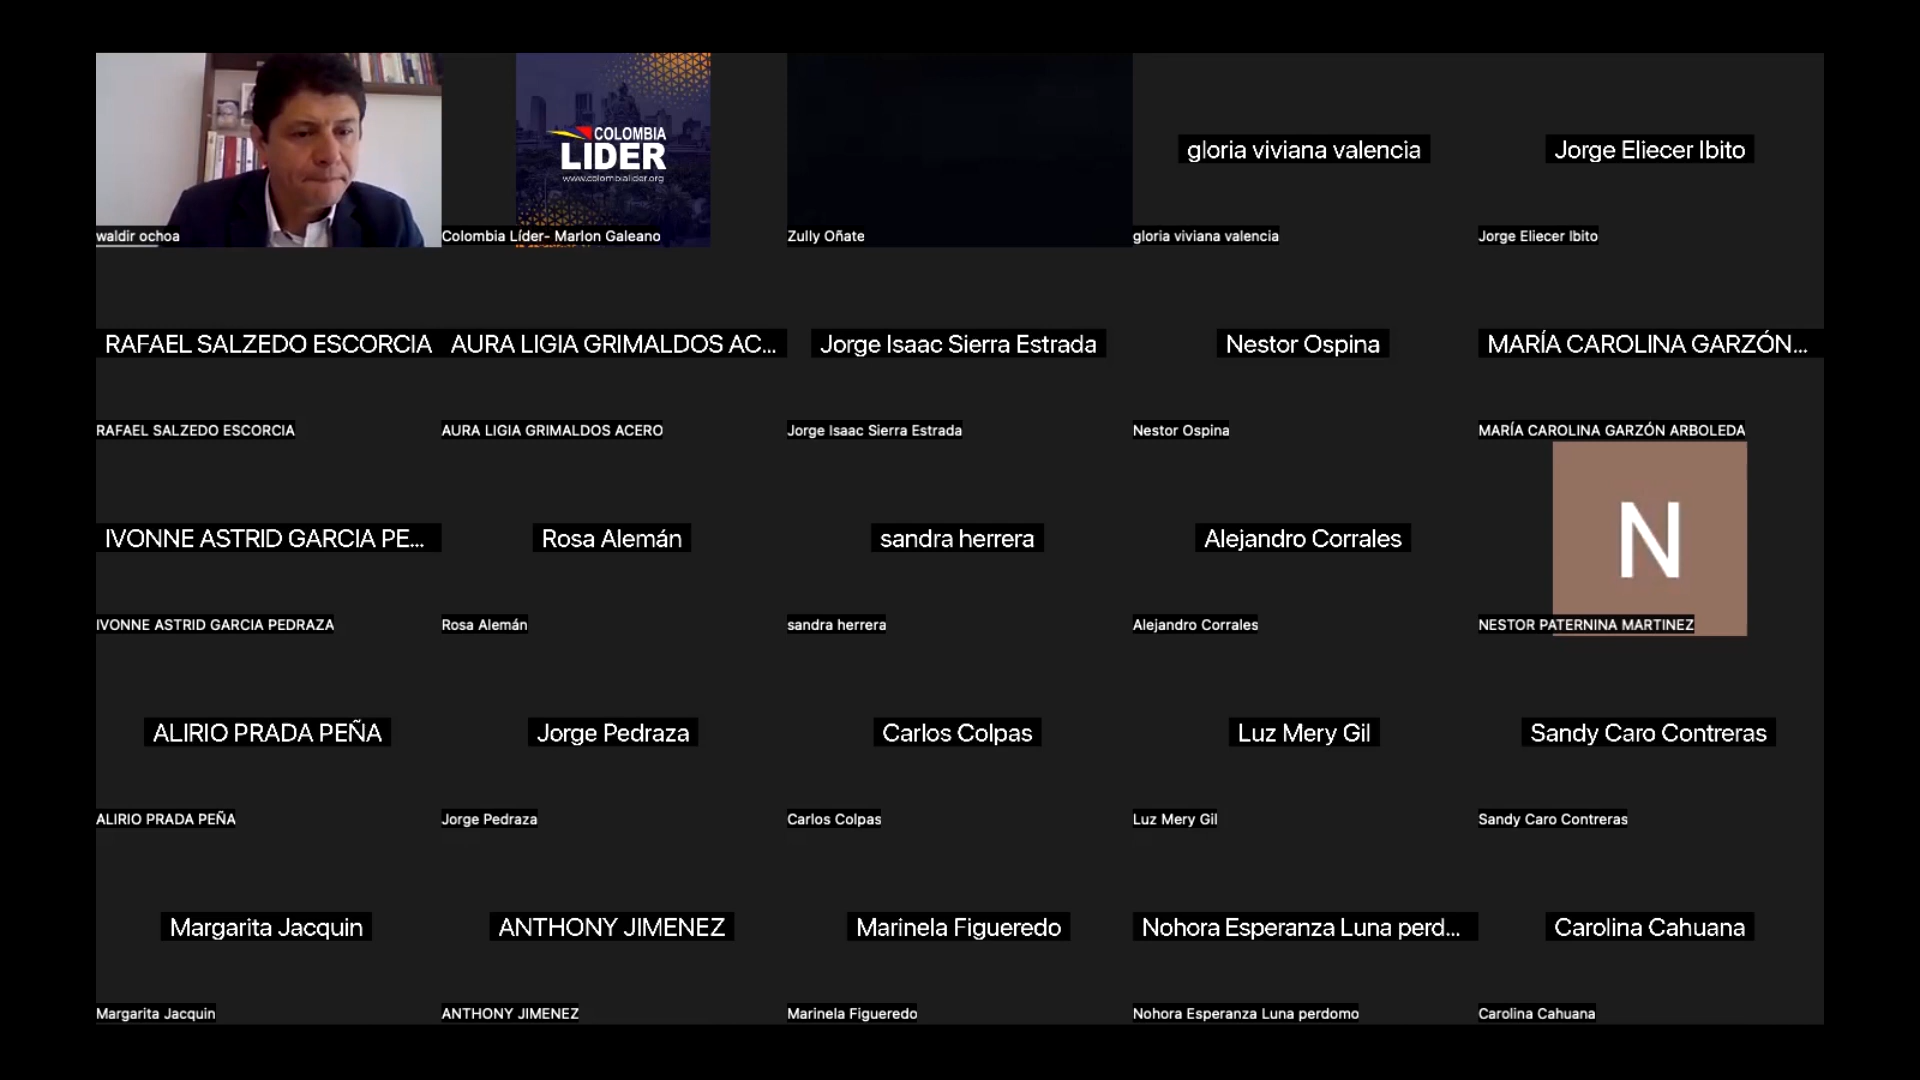 COLOMBIA
LIDER
www.colombialider.org
waldir ochoa
Colombia Líder- Marlon Galeano
Zully Oñate
gloria viviana valencia
gloria viviana valencia
Jorge Eliecer Ibito
Jorge Eliecer Ibito
RAFAEL SALZEDO ESCORCIA
RAFAEL SALZEDO ESCORCIA
AURA LIGIA GRIMALDOS AC...
AURA LIGIA GRIMALDOS ACERO
Jorge Isaac Sierra Estrada
Jorge Isaac Sierra Estrada
Nestor Ospina
Nestor Ospina
MARÍA CAROLINA GARZÓN...
MARÍA CAROLINA GARZÓN ARBOLEDA
IVONNE ASTRID GARCIA PE...
IVONNE ASTRID GARCIA PEDRAZA
Rosa Alemán
Rosa Alemán
sandra herrera
sandra herrera
Alejandro Corrales
Alejandro Corrales
N
NESTOR PATERNINA MARTINEZ
ALIRIO PRADA PEÑA
ALIRIO PRADA PEÑA
Jorge Pedraza
Jorge Pedraza
Carlos Colpas
Carlos Colpas
Luz Mery Gil
Luz Mery Gil
Sandy Caro Contreras
Sandy Caro Contreras
Margarita Jacquin
Margarita Jacquin
ANTHONY JIMENEZ
ANTHONY JIMENEZ
Marinela Figueredo
Marinela Figueredo
Nohora Esperanza Luna perd...
Nohora Esperanza Luna perdomo
Carolina Cahuana
Carolina Cahuana